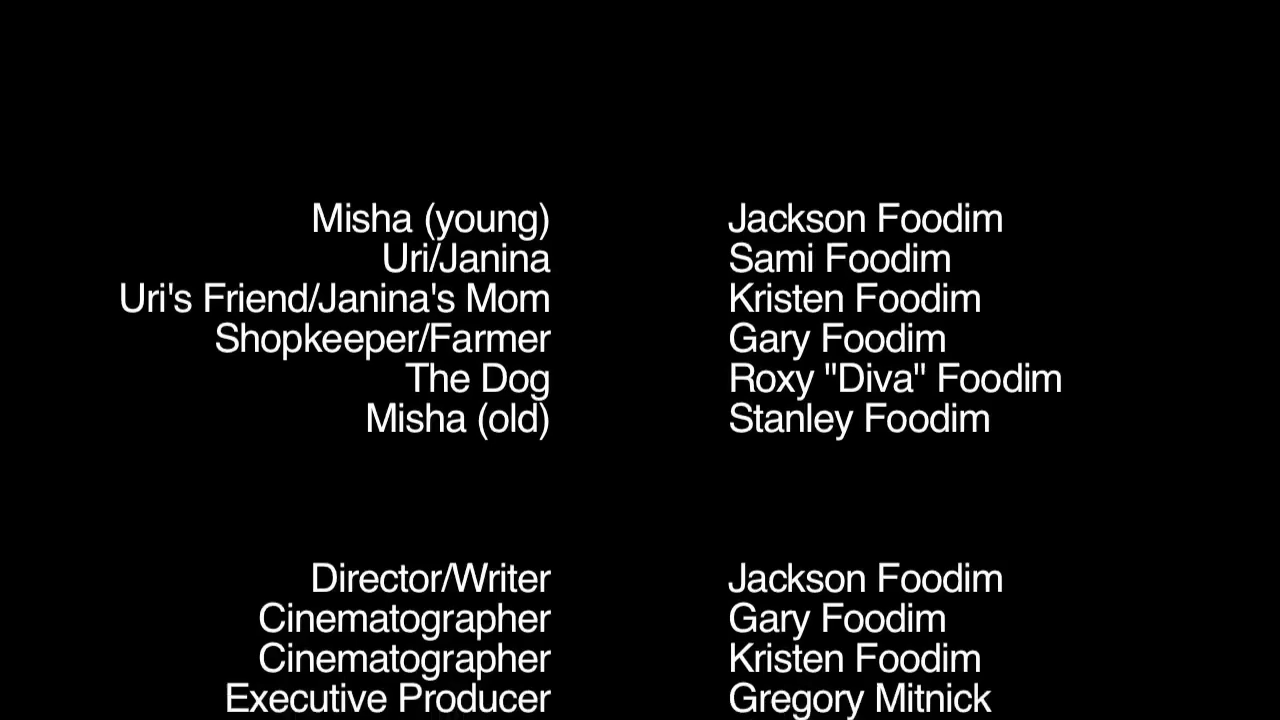 Misha (young) Jackson Foodim
Uri/Janina Sami Foodim
Uri's Friend/Janina's Mom Kristen Foodim
Shopkeeper/Farmer Gary Foodim
The Dog Roxy "Diva" Foodim
Misha (old) Stanley Foodim
Director/Writer Jackson Foodim
Cinematographer Gary Foodim
Cinematographer Kristen Foodim
Executive Producer Gregory Mitnick